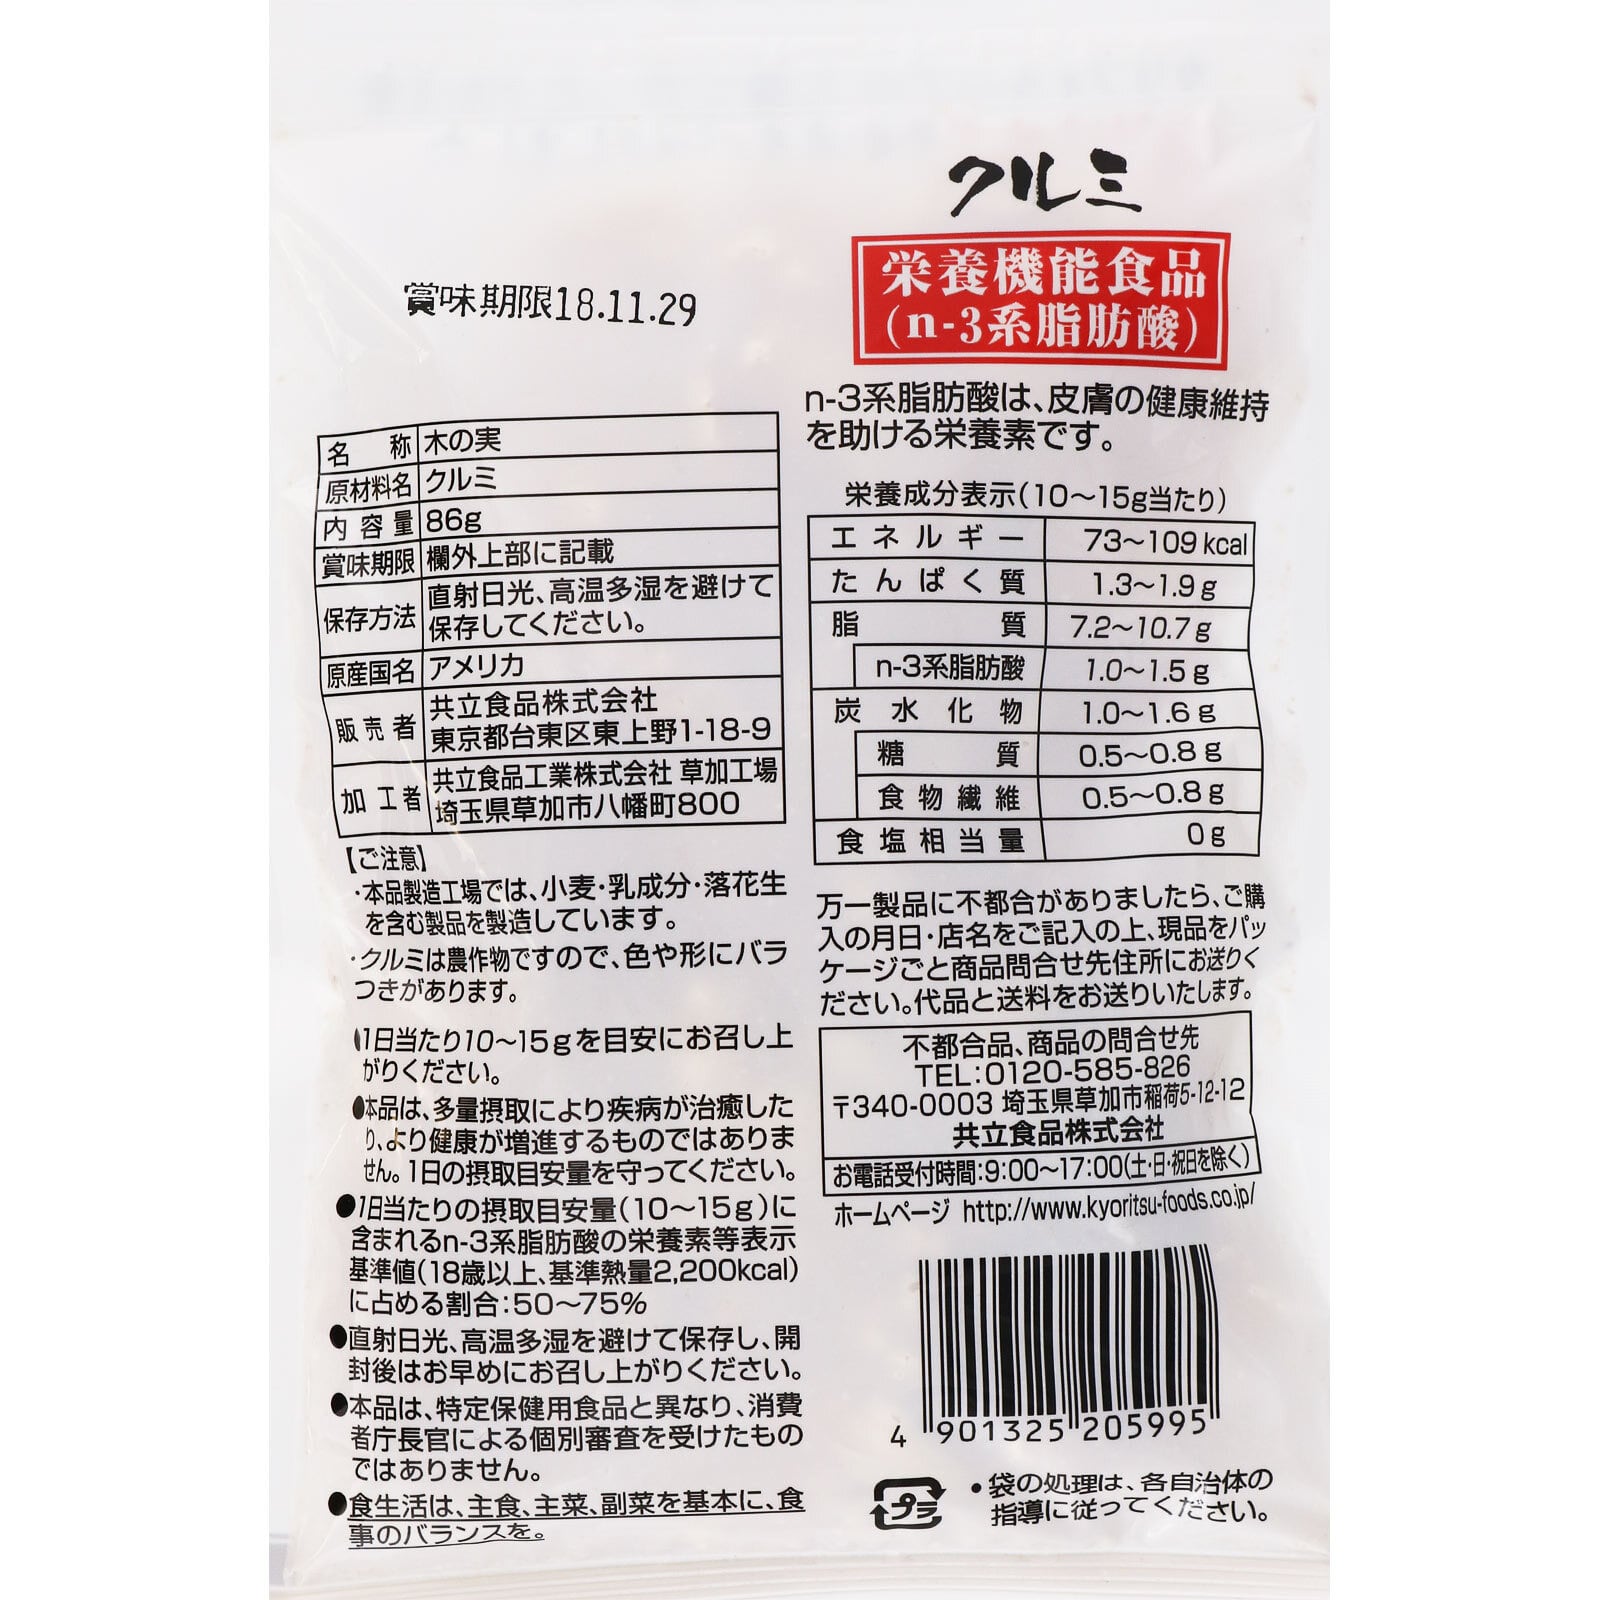 クルミ
栄養機能食品
(n-3系脂肪酸)
賞味期限18.11.29
n-3系脂肪酸は、皮膚の健康維持
を助ける栄養素です。
名称 木の実
原材料名 クルミ
内容量 86g
賞味期限 欄外上部に記載
保存方法 直射日光、高温多湿を避けて
保存してください。
原産国名 アメリカ
販売者 共立食品株式会社
東京都台東区東上野1-18-9
加工者 共立食品工業株式会社 草加工場
埼玉県草加市八幡町800
【ご注意】
・本品製造工場では、小麦・乳成分・落花生
を含む製品を製造しています。
・クルミは農作物ですので、色や形にバラ
つきがあります。
●1日当たり10～15gを目安にお召し上
がりください。
●本品は、多量摂取により疾病が治癒した
り、より健康が増進するものではありま
せん。1日の摂取目安量を守ってください。
●1日当たりの摂取目安量(10～15g)に
含まれるn-3系脂肪酸の栄養素等表示
基準値(18歳以上、基準熱量2,200kcal)
に占める割合:50～75%
●直射日光、高温多湿を避けて保存し、開
封後はお早めにお召し上がりください。
●本品は、特定保健用食品と異なり、消費
者庁長官による個別審査を受けたもの
ではありません。
●食生活は、主食、主菜、副菜を基本に、食
事のバランスを。
栄養成分表示(10～15g当たり)
エネルギー 73～109kcal
たんぱく質 1.3～1.9g
脂質 7.2～10.7g
n-3系脂肪酸 1.0～1.5g
炭水化物 1.0～1.6g
糖質 0.5～0.8g
食物繊維 0.5～0.8g
食塩相当量 0g
万一製品に不都合がありましたら、ご購
入の月日・店名をご記入の上、現品をパッ
ケージごと商品問合せ先住所にお送りく
ださい。代品と送料をお送りいたします。
不都合品、商品の問合せ先
TEL:0120-585-826
〒340-0003 埼玉県草加市稲荷5-12-12
共立食品株式会社
お電話受付時間:9:00～17:00(土・日・祝日を除く)
ホームページ http://www.kyoritsu-foods.co.jp/
4 901325 205995
プラ
・袋の処理は、各自治体の
指導に従ってください。